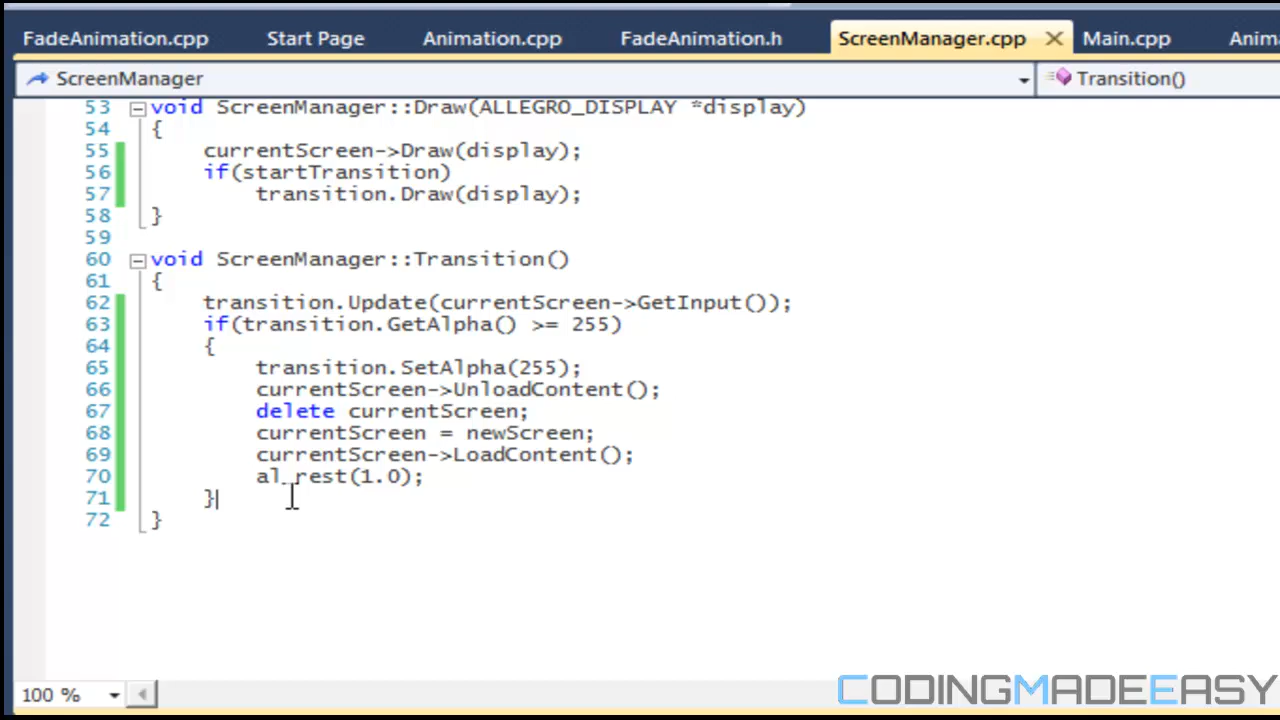 FadeAnimation.cpp Start Page Animation.cpp FadeAnimation.h ScreenManager.cpp Main.cpp Anim
ScreenManager Transition()
53 void ScreenManager::Draw(ALLEGRO_DISPLAY *display)
54 {
55 currentScreen->Draw(display);
56 if(startTransition)
57 transition.Draw(display);
58 }
59
60 void ScreenManager::Transition()
61 {
62 transition.Update(currentScreen->GetInput());
63 if(transition.GetAlpha() >= 255)
64 {
65 transition.SetAlpha(255);
66 currentScreen->UnloadContent();
67 delete currentScreen;
68 currentScreen = newScreen;
69 currentScreen->LoadContent();
70 al_rest(1.0);
71 }
72 }
100 %
CODINGMADEEASY